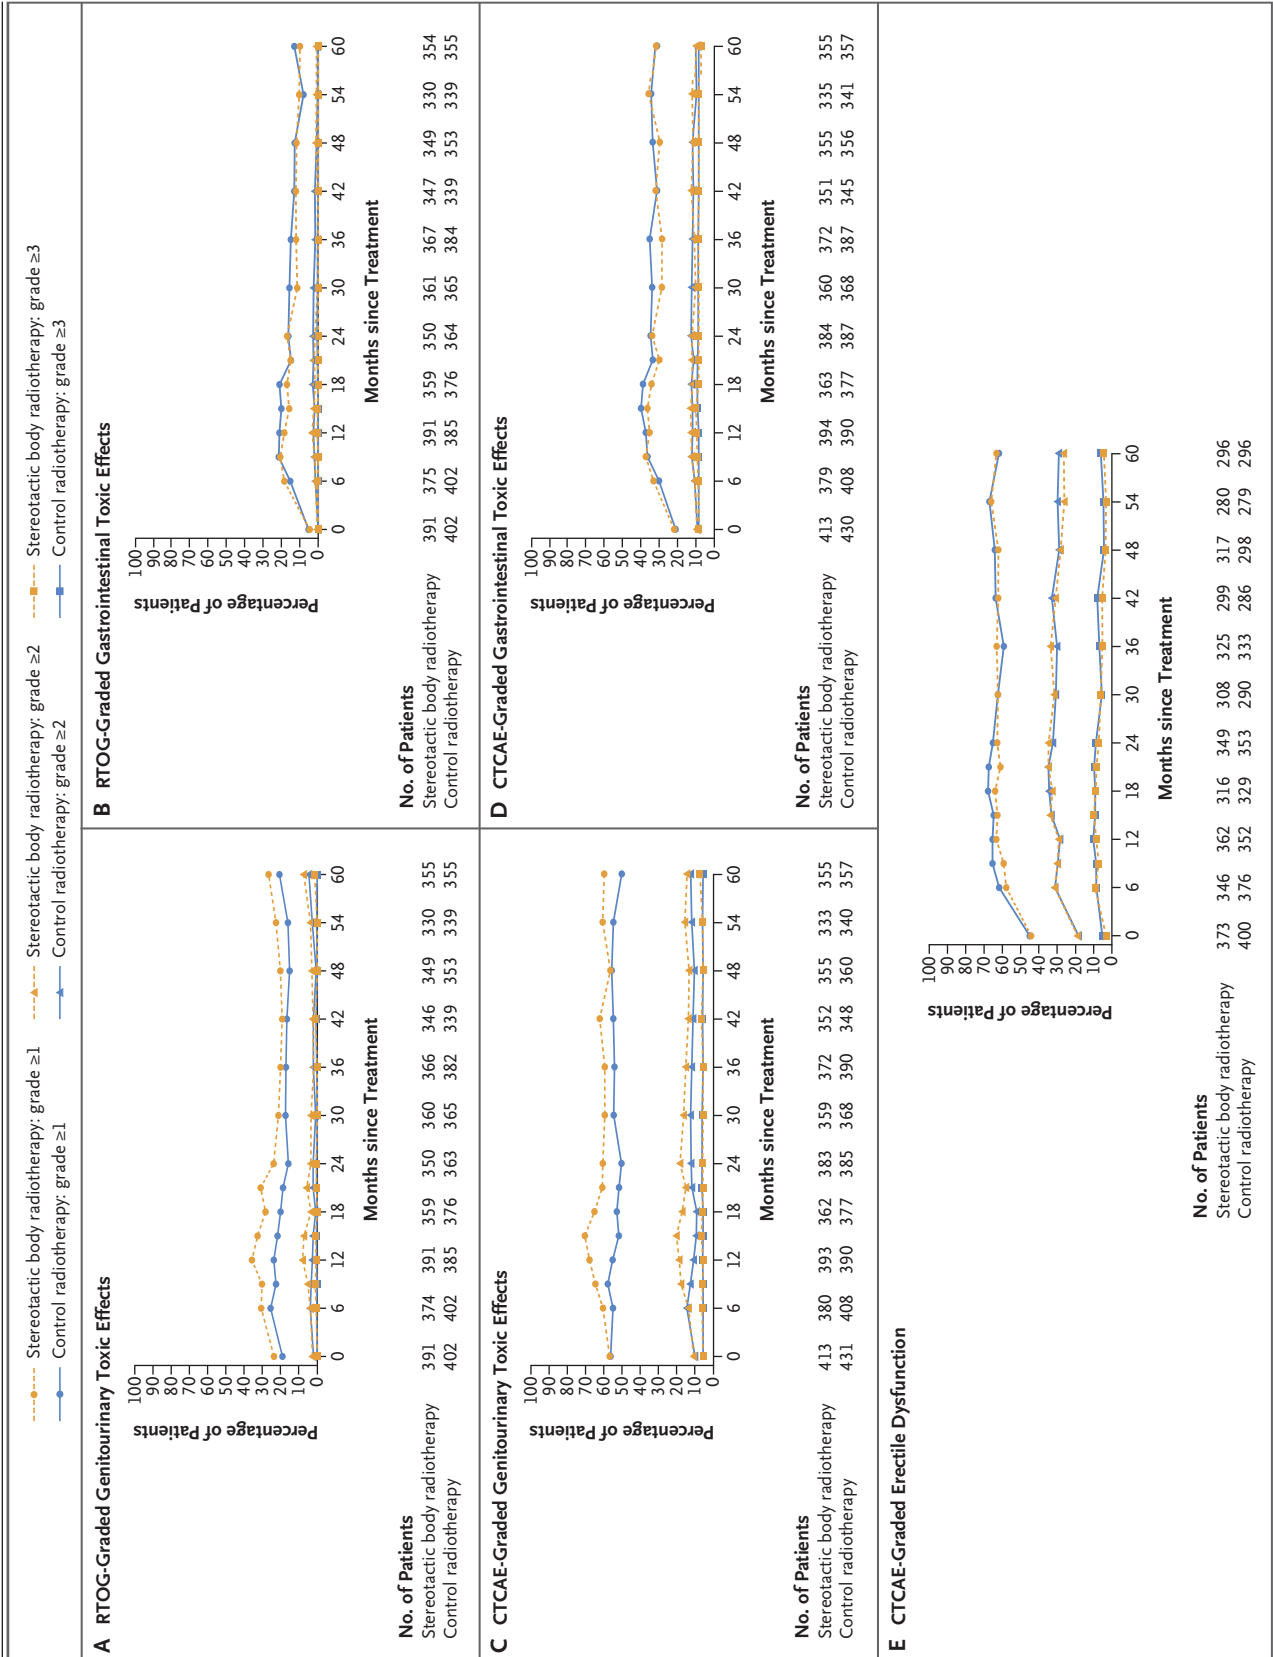 Stereotactic body radiotherapy: grade ≥1
Stereotactic body radiotherapy: grade ≥2
Stereotactic body radiotherapy: grade ≥3
Control radiotherapy: grade ≥1
Control radiotherapy: grade ≥2
Control radiotherapy: grade ≥3
A RTOG-Graded Genitourinary Toxic Effects
Percentage of Patients
100
90
80
70
60
50
40
30
20
10
0
0 6 12 18 24 30 36 42 48 54 60
Months since Treatment
No. of Patients
Stereotactic body radiotherapy 391 374 391 359 350 360 366 346 349 330 355
Control radiotherapy 402 402 385 376 363 365 382 339 353 339 355
B RTOG-Graded Gastrointestinal Toxic Effects
Percentage of Patients
100
90
80
70
60
50
40
30
20
10
0
0 6 12 18 24 30 36 42 48 54 60
Months since Treatment
No. of Patients
Stereotactic body radiotherapy 391 375 391 359 350 361 367 347 349 330 354
Control radiotherapy 402 402 385 376 364 365 384 339 353 339 355
C CTCAE-Graded Genitourinary Toxic Effects
Percentage of Patients
100
90
80
70
60
50
40
30
20
10
0
0 6 12 18 24 30 36 42 48 54 60
Months since Treatment
No. of Patients
Stereotactic body radiotherapy 413 380 393 362 383 359 372 352 355 333 355
Control radiotherapy 431 408 390 377 385 368 390 348 360 340 357
D CTCAE-Graded Gastrointestinal Toxic Effects
Percentage of Patients
100
90
80
70
60
50
40
30
20
10
0
0 6 12 18 24 30 36 42 48 54 60
Months since Treatment
No. of Patients
Stereotactic body radiotherapy 413 379 394 363 384 360 372 351 355 335 355
Control radiotherapy 430 408 390 377 387 368 387 345 356 341 357
E CTCAE-Graded Erectile Dysfunction
Percentage of Patients
100
90
80
70
60
50
40
30
20
10
0
0 6 12 18 24 30 36 42 48 54 60
Months since Treatment
No. of Patients
Stereotactic body radiotherapy 373 346 362 316 349 308 325 299 317 280 296
Control radiotherapy 400 376 352 329 353 290 333 286 298 279 296